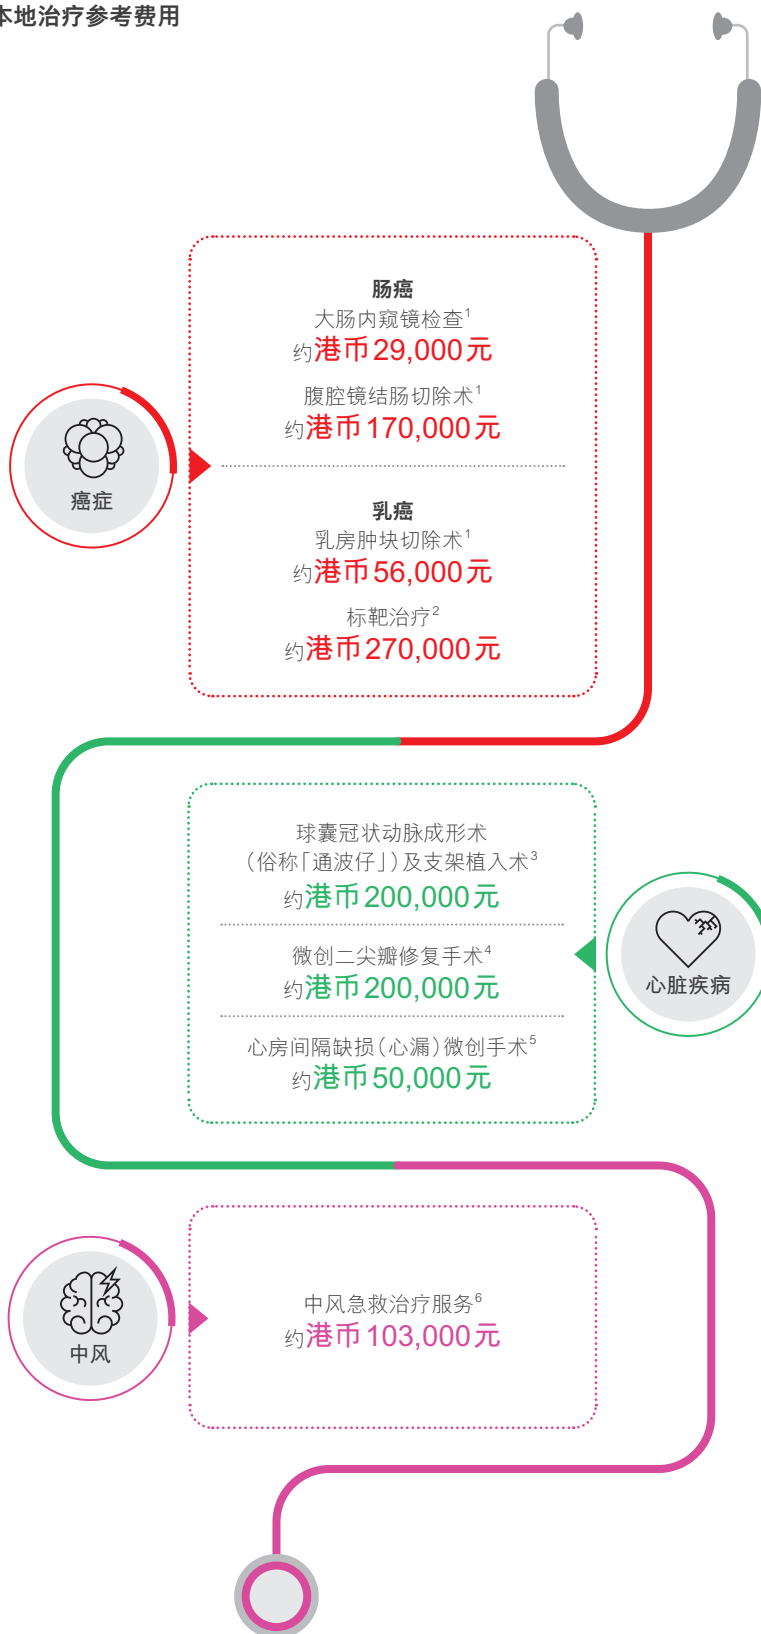 本地治疗参考费用
肠癌
大肠内窥镜检查1
约港币29,000元
腹腔镜结肠切除术1
约港币170,000元
癌症
乳癌
乳房肿块切除术1
约港币56,000元
标靶治疗2
约港币270,000元
球囊冠状动脉成形术
（俗称「通波仔」）及支架植入术3
约港币200,000元
微创二尖瓣修复手术4
约港币200,000元
心脏疾病
心房间隔缺损（心漏）微创手术5
约港币50,000元
中风急救治疗服务6
约港币103,000元
中风